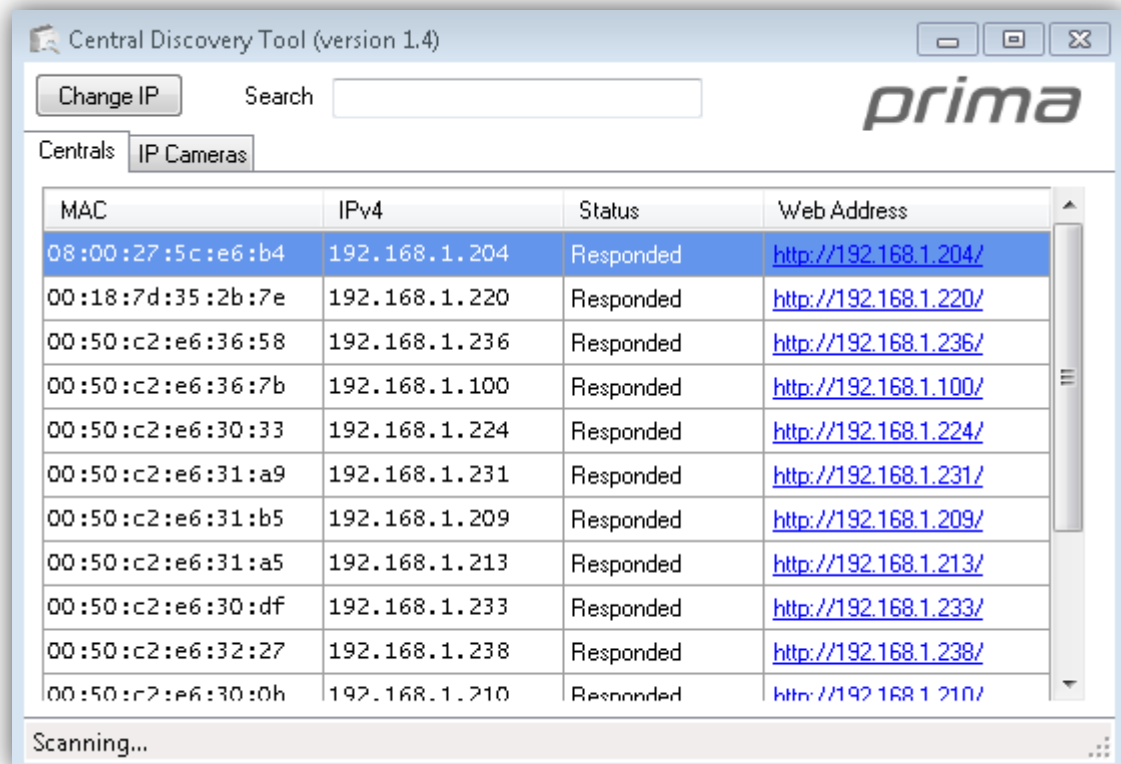 Central Discovery Tool (version 1.4)
Change IP Search prima
Centrals IP Cameras
MAC IPv4 Status Web Address
08:00:27:5c:e6:b4 192.168.1.204 Responded http://192.168.1.204/
00:18:7d:35:2b:7e 192.168.1.220 Responded http://192.168.1.220/
00:50:c2:e6:36:58 192.168.1.236 Responded http://192.168.1.236/
00:50:c2:e6:36:7b 192.168.1.100 Responded http://192.168.1.100/
00:50:c2:e6:30:33 192.168.1.224 Responded http://192.168.1.224/
00:50:c2:e6:31:a9 192.168.1.231 Responded http://192.168.1.231/
00:50:c2:e6:31:b5 192.168.1.209 Responded http://192.168.1.209/
00:50:c2:e6:31:a5 192.168.1.213 Responded http://192.168.1.213/
00:50:c2:e6:30:df 192.168.1.233 Responded http://192.168.1.233/
00:50:c2:e6:32:27 192.168.1.238 Responded http://192.168.1.238/
192.168.1.210 Responded http://192.168.1.210/
Scanning...